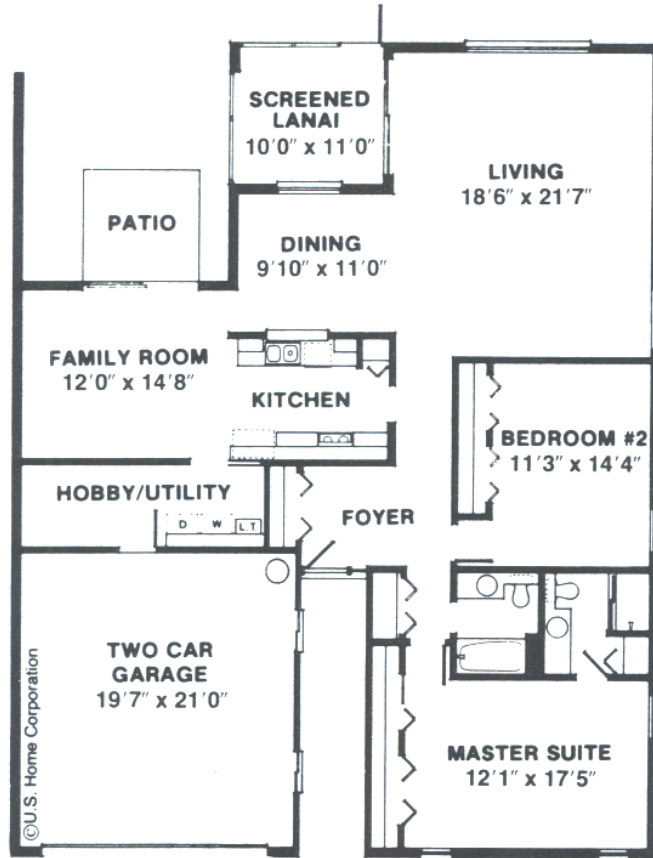 SCREENED
LANAI
10'0" x 11'0"
LIVING
18'6" x 21'7"
PATIO
DINING
9'10" x 11'0"
FAMILY ROOM
12'0" x 14'8"
KITCHEN
BEDROOM #2
11'3" x 14'4"
HOBBY/UTILITY
D W L.T
FOYER
TWO CAR
GARAGE
19'7" x 21'0"
MASTER SUITE
12'1" x 17'5"
©U.S. Home Corporation